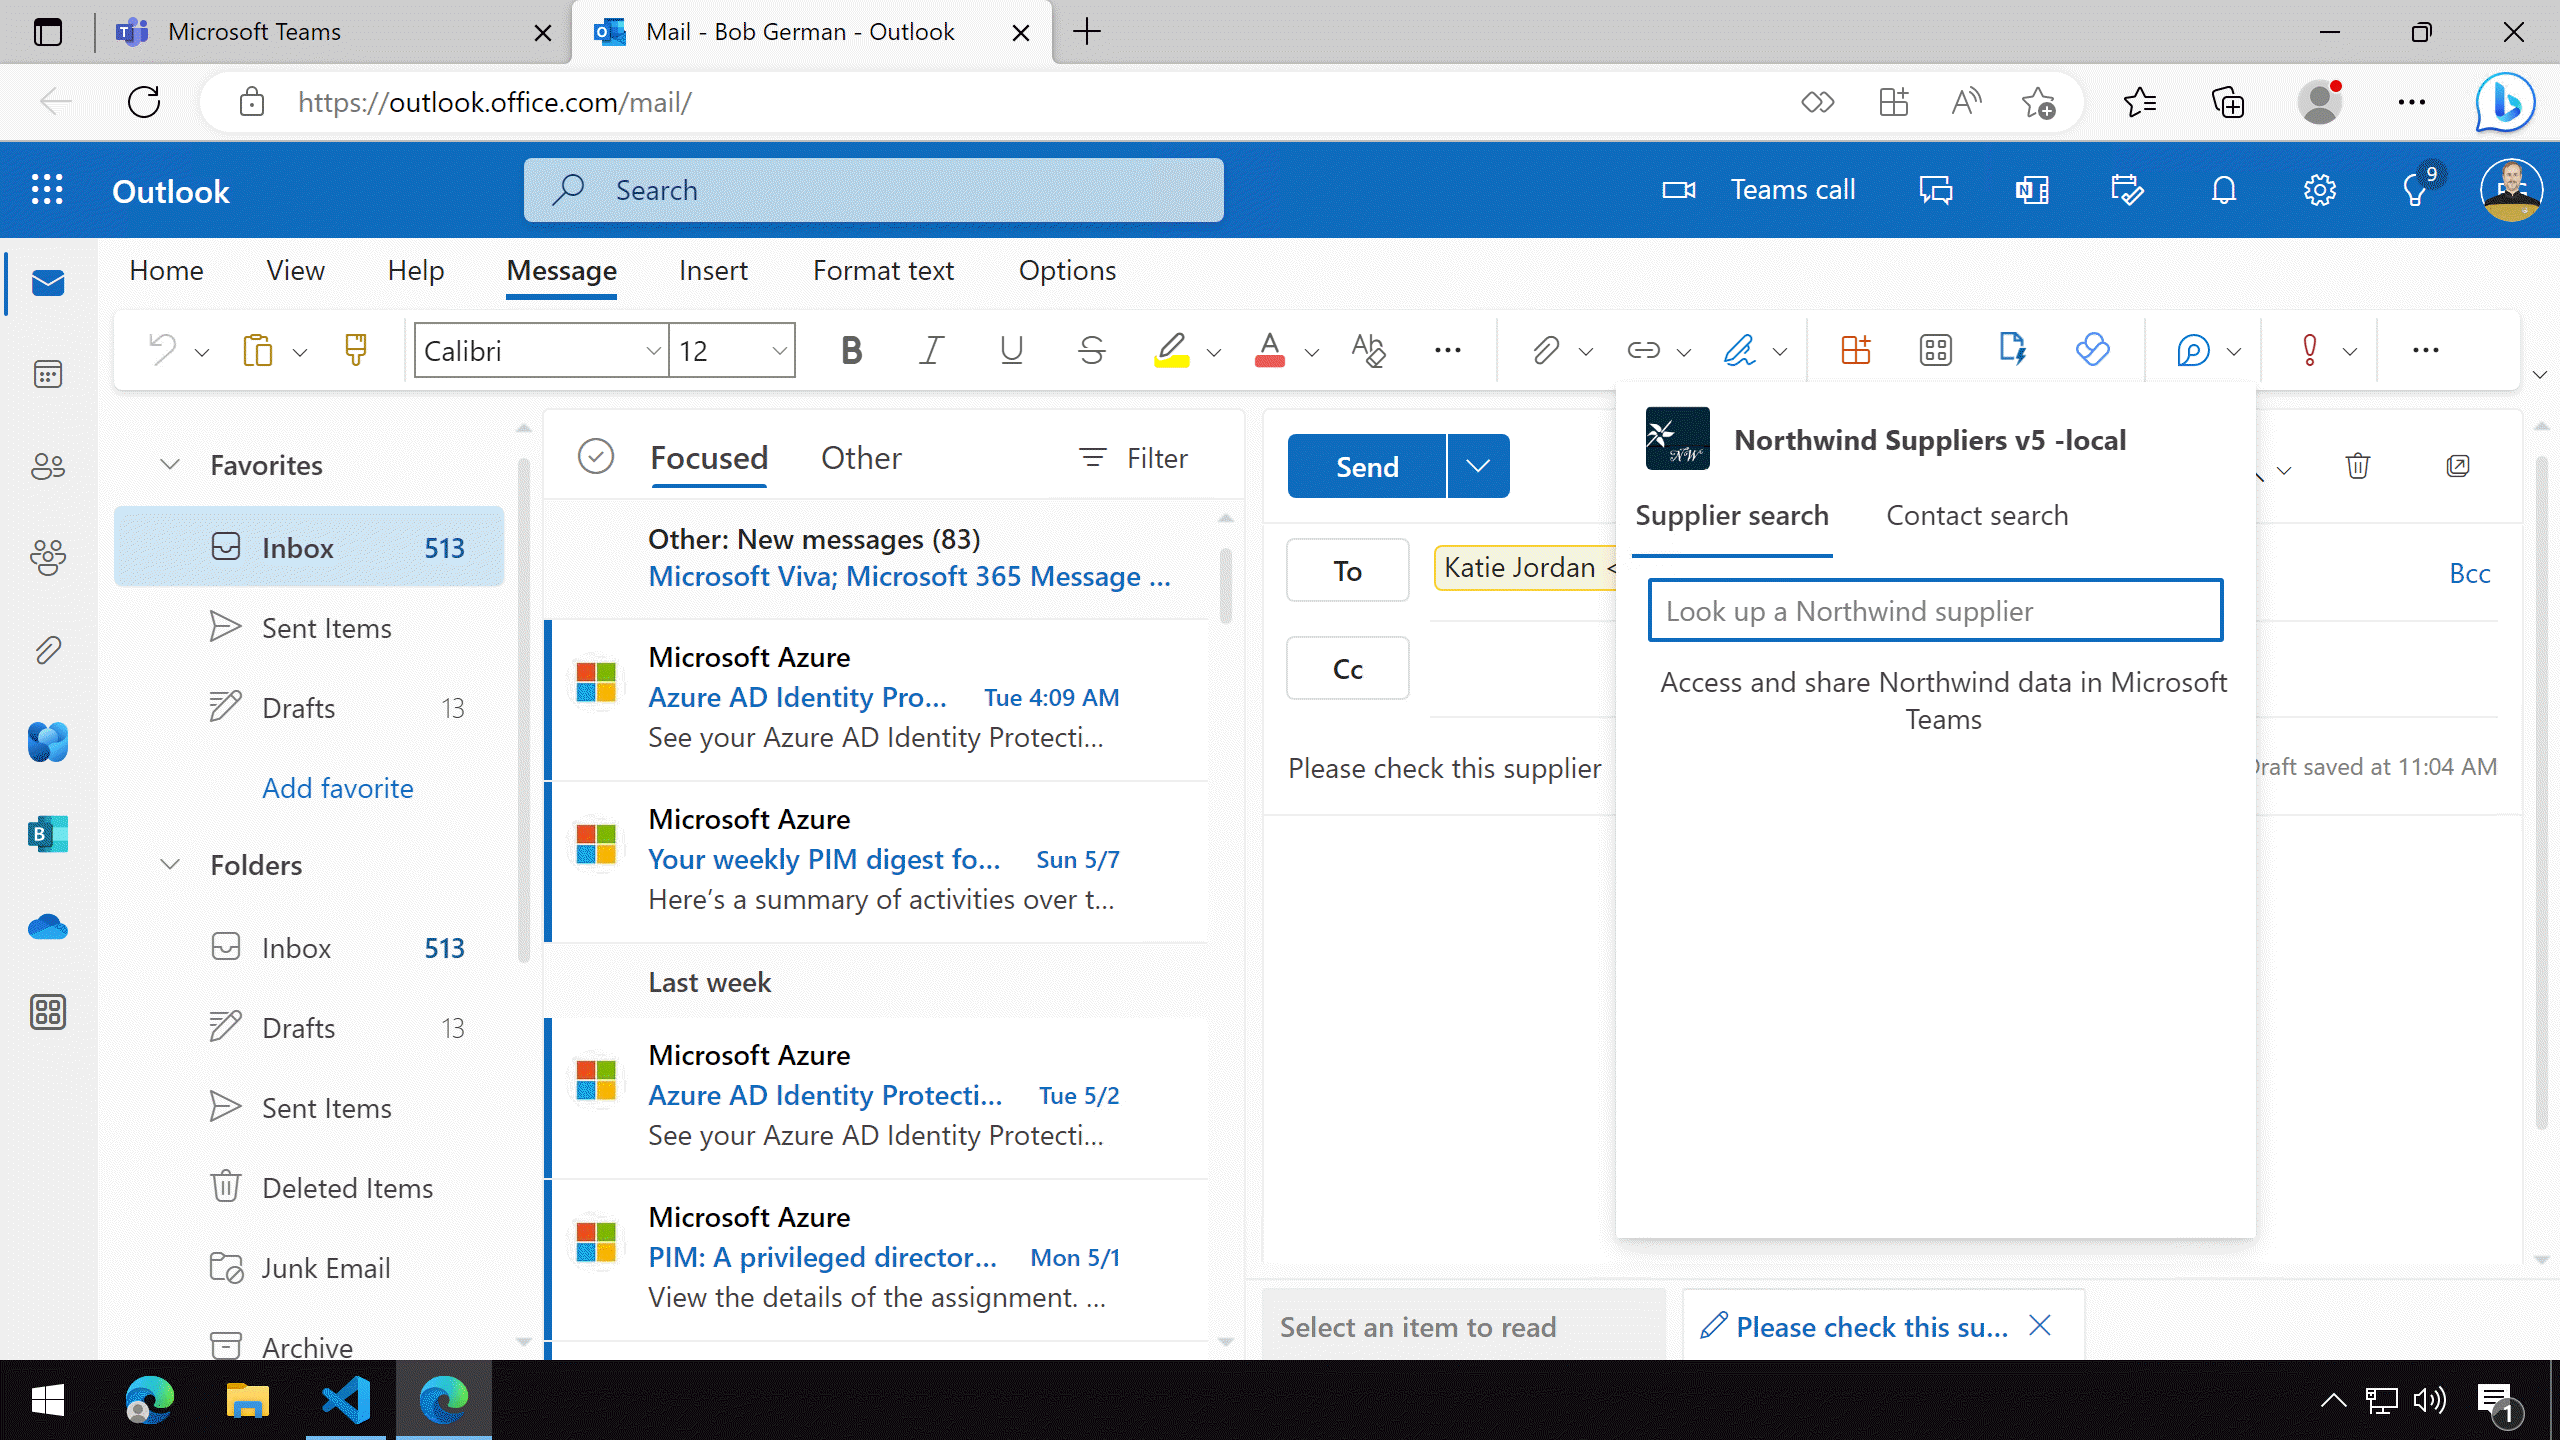 Microsoft Teams
Mail - Bob German - Outlook
https://outlook.office.com/mail/
Outlook
Search
Teams call
9
Home View Help Message Insert Format text Options
Calibri 12
Favorites
Inbox 513
Sent Items
Drafts 13
Add favorite
Folders
Inbox 513
Drafts 13
Sent Items
Deleted Items
Junk Email
Archive
Focused Other Filter
Other: New messages (83)
Microsoft Viva; Microsoft 365 Message ...
Microsoft Azure
Azure AD Identity Pro... Tue 4:09 AM
See your Azure AD Identity Protecti...
Microsoft Azure
Your weekly PIM digest fo... Sun 5/7
Here's a summary of activities over t...
Last week
Microsoft Azure
Azure AD Identity Protecti... Tue 5/2
See your Azure AD Identity Protecti...
Microsoft Azure
PIM: A privileged director... Mon 5/1
View the details of the assignment. ...
Send
To
Katie Jordan <
Bcc
Cc
Please check this supplier
Draft saved at 11:04 AM
Northwind Suppliers v5 -local
Supplier search Contact search
Look up a Northwind supplier
Access and share Northwind data in Microsoft
Teams
Select an item to read
Please check this su...
1